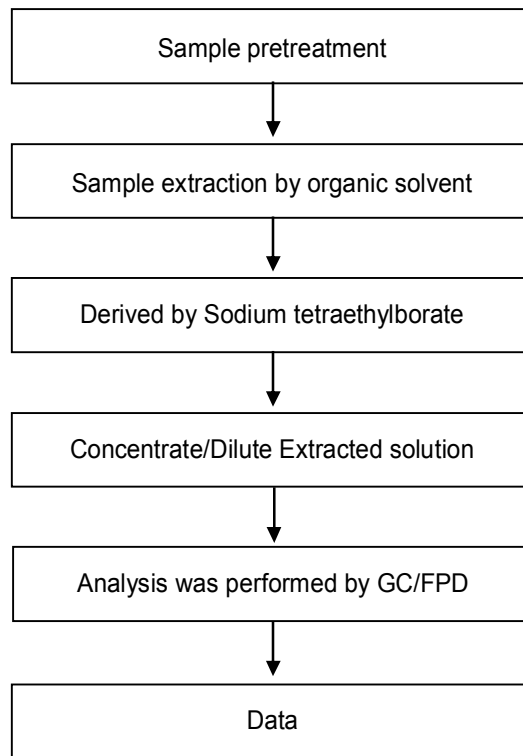 Sample pretreatment
Sample extraction by organic solvent
Derived by Sodium tetraethylborate
Concentrate/Dilute Extracted solution
Analysis was performed by GC/FPD
Data